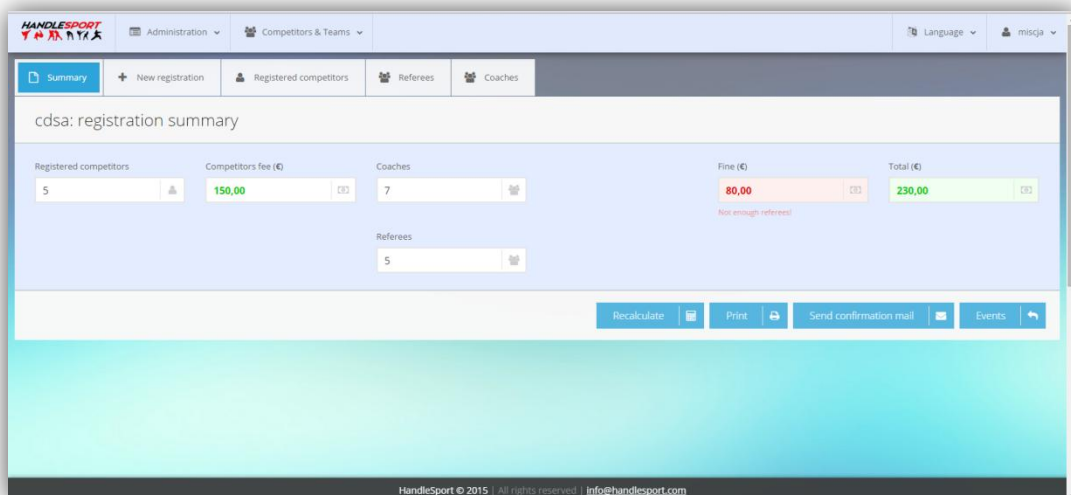 HANDLESPORT
Administration
Competitors & Teams
Language
miscja
Summary
New registration
Registered competitors
Referees
Coaches
cdsa: registration summary
Registered competitors
Competitors fee (€)
Coaches
Fine (€)
Total (€)
5
150,00
7
80,00
230,00
Not enough referees!
Referees
5
Recalculate
Print
Send confirmation mail
Events
HandleSport © 2015 | All rights reserved | info@handlesport.com